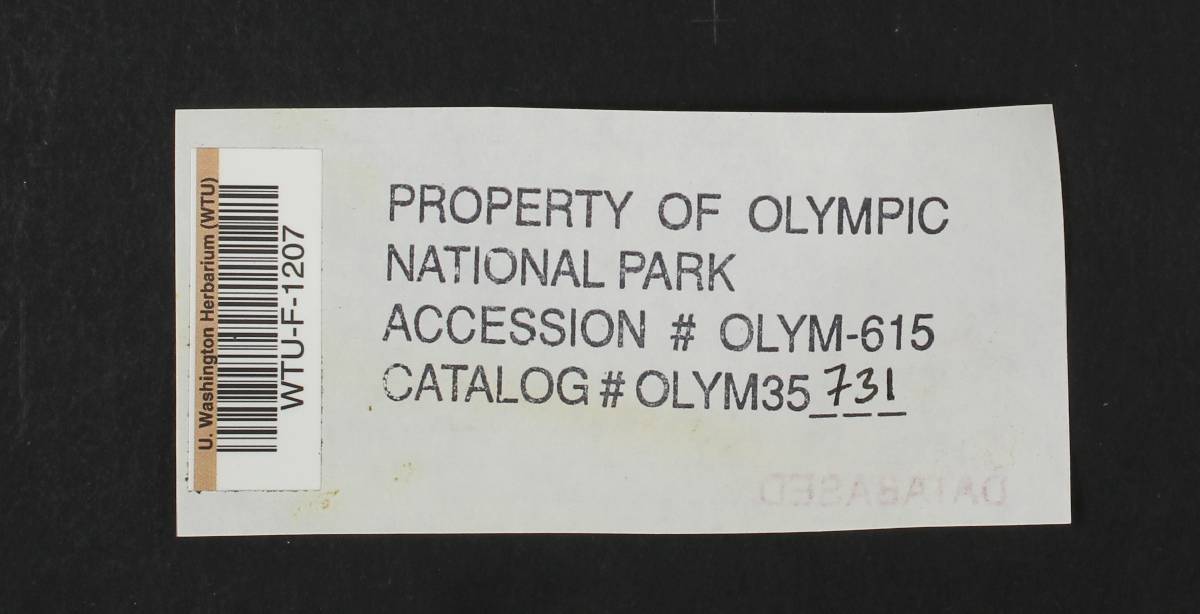 U. Washington Herbarium (WTU)
WTU-F-1207
PROPERTY OF OLYMPIC
NATIONAL PARK
ACCESSION # OLYM-615
CATALOG # OLYM35731
DATABASED